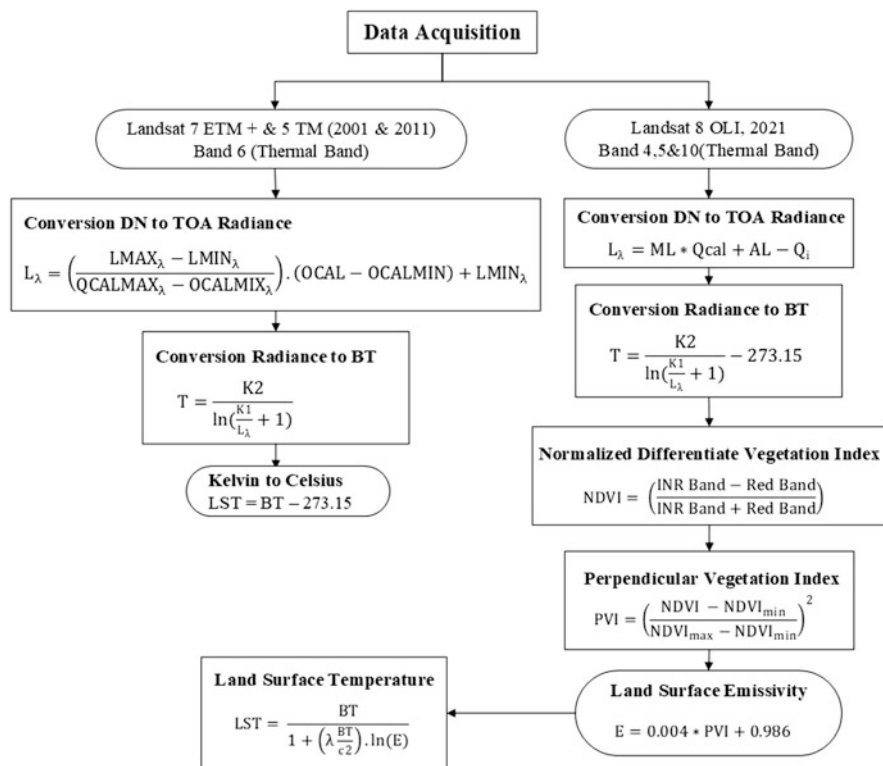 Data Acquisition
Landsat 7 ETM + & 5 TM (2001 & 2011)
Band 6 (Thermal Band)
Conversion DN to TOA Radiance
L_λ = ((LMAX_λ − LMIN_λ) / (QCALMAX_λ − OCALMIX_λ)) . (OCAL − OCALMIN) + LMIN_λ
Conversion Radiance to BT
T = K2 / ln(K1/L_λ + 1)
Kelvin to Celsius
LST = BT − 273.15
Landsat 8 OLI, 2021
Band 4,5&10(Thermal Band)
Conversion DN to TOA Radiance
L_λ = ML * Qcal + AL − Q_i
Conversion Radiance to BT
T = K2 / ln(K1/L_λ + 1) − 273.15
Normalized Differentiate Vegetation Index
NDVI = ((INR Band − Red Band) / (INR Band + Red Band))
Perpendicular Vegetation Index
PVI = ((NDVI − NDVI_min) / (NDVI_max − NDVI_min))^2
Land Surface Emissivity
E = 0.004 * PVI + 0.986
Land Surface Temperature
LST = BT / (1 + (λ BT/c2) . ln(E))